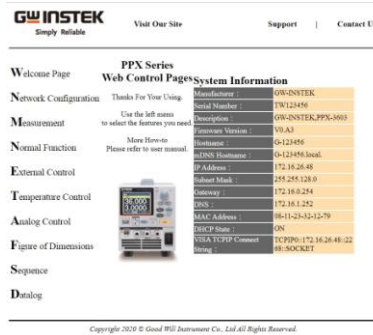 GW INSTEK
Simply Reliable
Visit Our Site
Support | Contact U
Welcome Page
Network Configuration
Measurement
Normal Function
External Control
Temperature Control
Analog Control
Figure of Dimensions
Sequence
Datalog
PPX Series
Web Control Pages
Thanks For Your Using.
Use the left menu
to select the features you need.
More How-to
Please refer to user manual.
36.000
3.0000
System Information
Manufacturer : GW-INSTEK
Serial Number : TW123456
Description : GW-INSTEK,PPX-3603
Firmware Version : V0.A3
Hostname : G-123456
mDNS Hostname : G-123456.local.
IP Address : 172.16.26.48
Subnet Mask : 255.255.128.0
Gateway : 172.16.0.254
DNS : 172.16.1.252
MAC Address : 08-11-23-32-12-79
DHCP State : ON
VISA TCPIP Connect String : TCPIP0::172.16.26.48::22
68::SOCKET
Copyright 2020 © Good Will Instrument Co., Ltd All Rights Reserved.